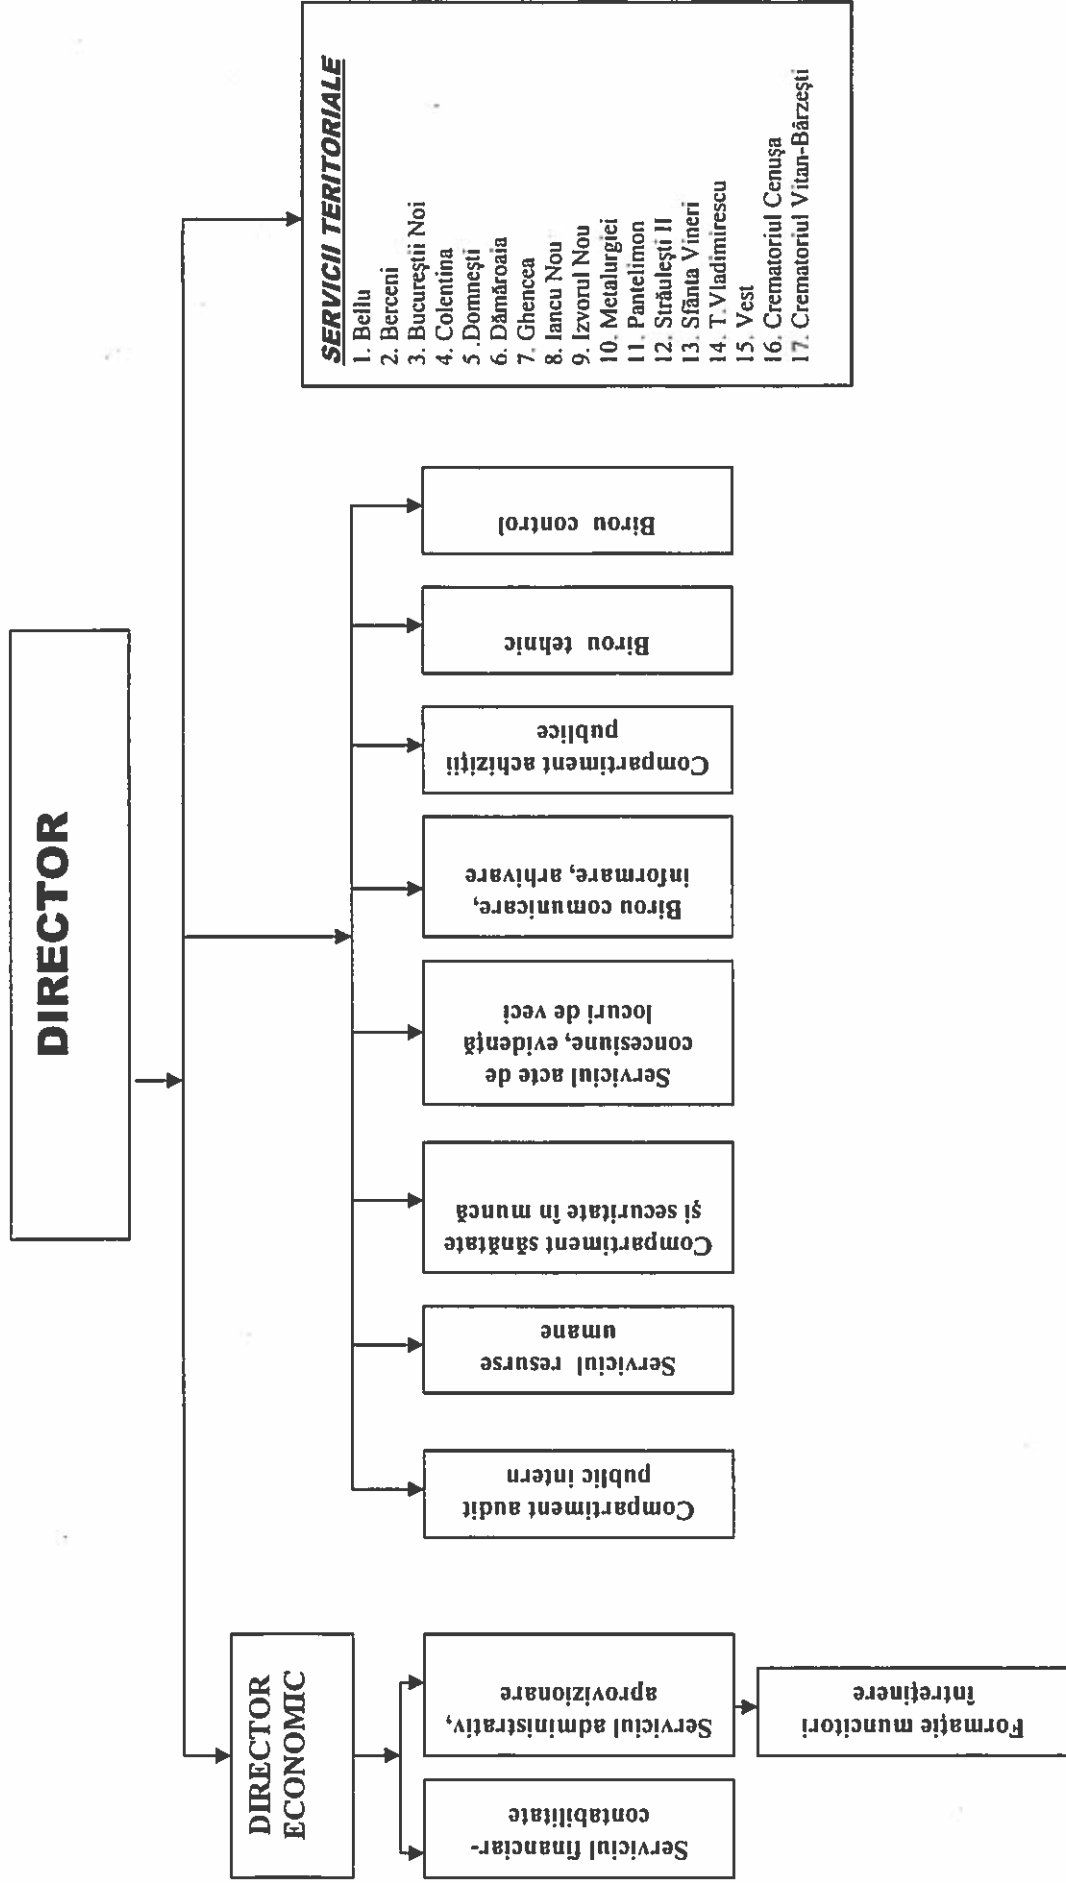 DIRECTOR
DIRECTOR
ECONOMIC
Serviciul financiar-
contabilitate
Serviciul administrativ,
aprovizionare
Formație muncitori
întreținere
Compartiment audit
public intern
Serviciul resurse
umane
Compartiment sănătate
și securitate în muncă
Serviciul acte de
concesiune, evidență
locuri de veci
Birou comunicare,
informare, arhivare
Compartiment achiziții
publice
Birou tehnic
Birou control
SERVICII TERITORIALE
1. Bellu
2. Berceni
3. Bucureștii Noi
4. Colentina
5 .Domnești
6. Dămăroaia
7. Ghencea
8. Iancu Nou
9. Izvorul Nou
10. Metalurgiei
11. Pantelimon
12. Străulești II
13. Sfânta Vineri
14. T.Vladimirescu
15. Vest
16. Crematoriul Cenușa
17. Crematoriul Vitan-Bârzești